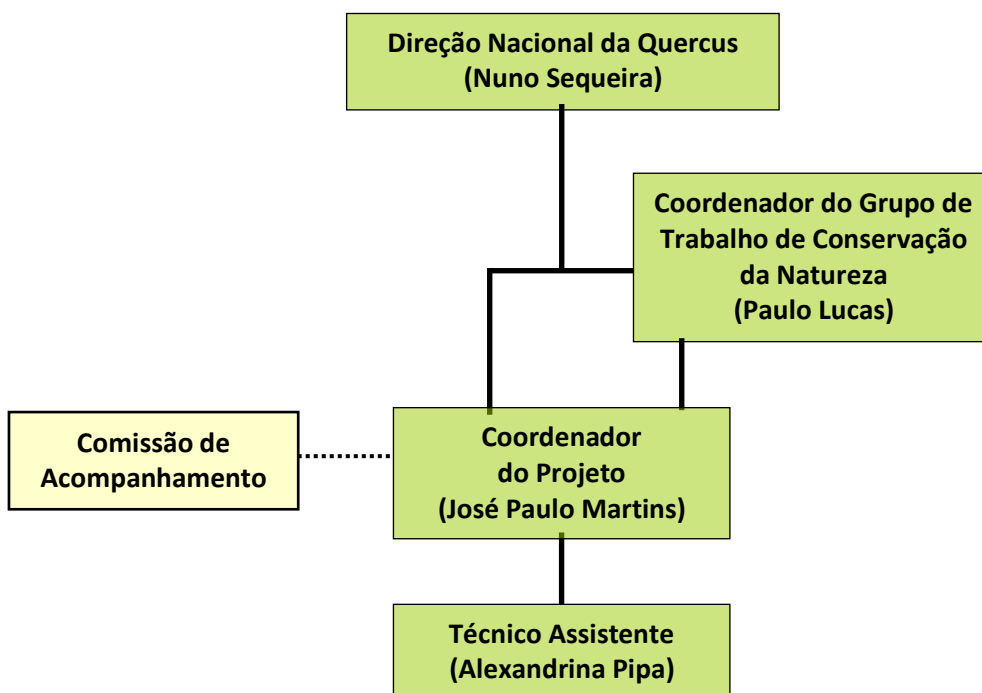 Direção Nacional da Quercus
(Nuno Sequeira)
Coordenador do Grupo de
Trabalho de Conservação
da Natureza
(Paulo Lucas)
Comissão de
Acompanhamento
Coordenador
do Projeto
(José Paulo Martins)
Técnico Assistente
(Alexandrina Pipa)